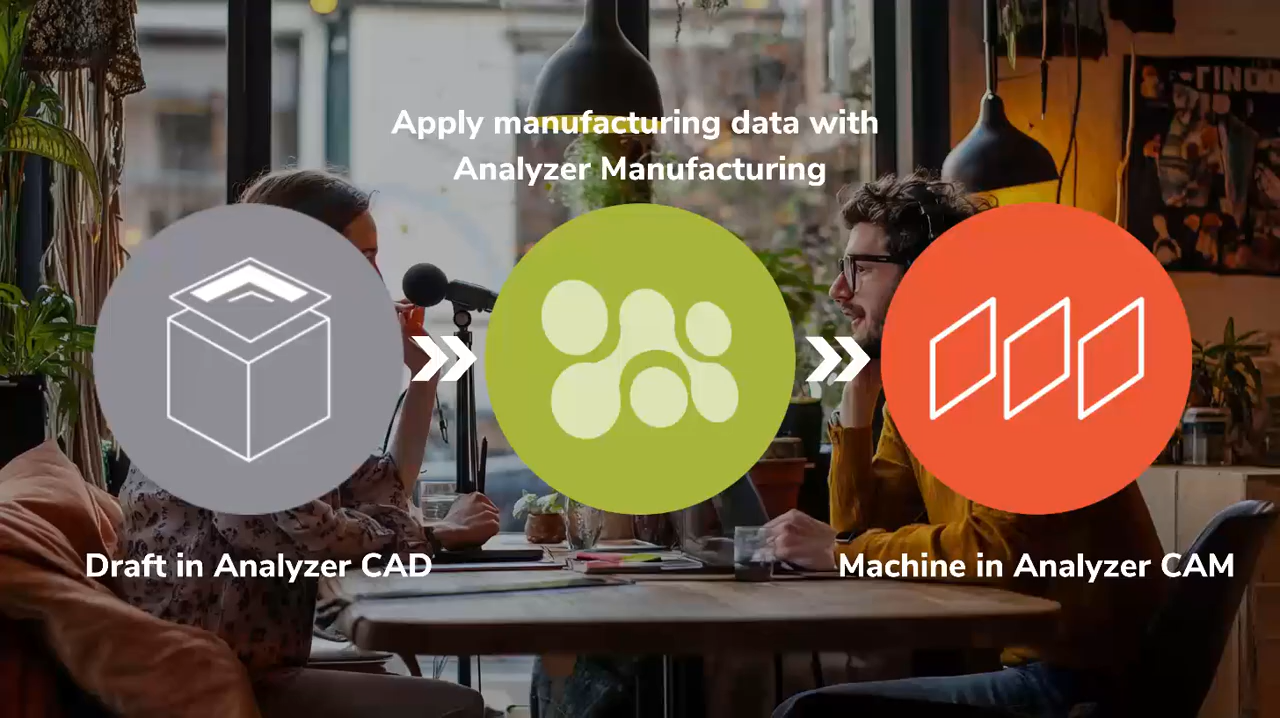 Apply manufacturing data with
Analyzer Manufacturing
Draft in Analyzer CAD
Machine in Analyzer CAM